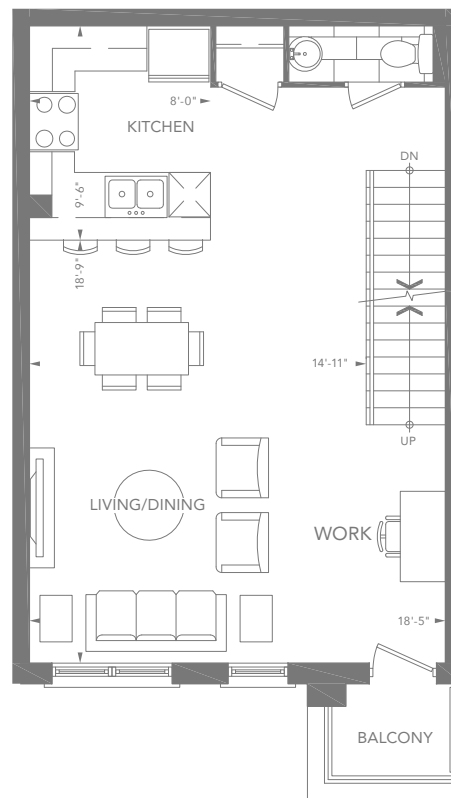 8'-0"
KITCHEN
DN
9'-6"
18'-9"
14'-11"
UP
LIVING/DINING
WORK
18'-5"
BALCONY